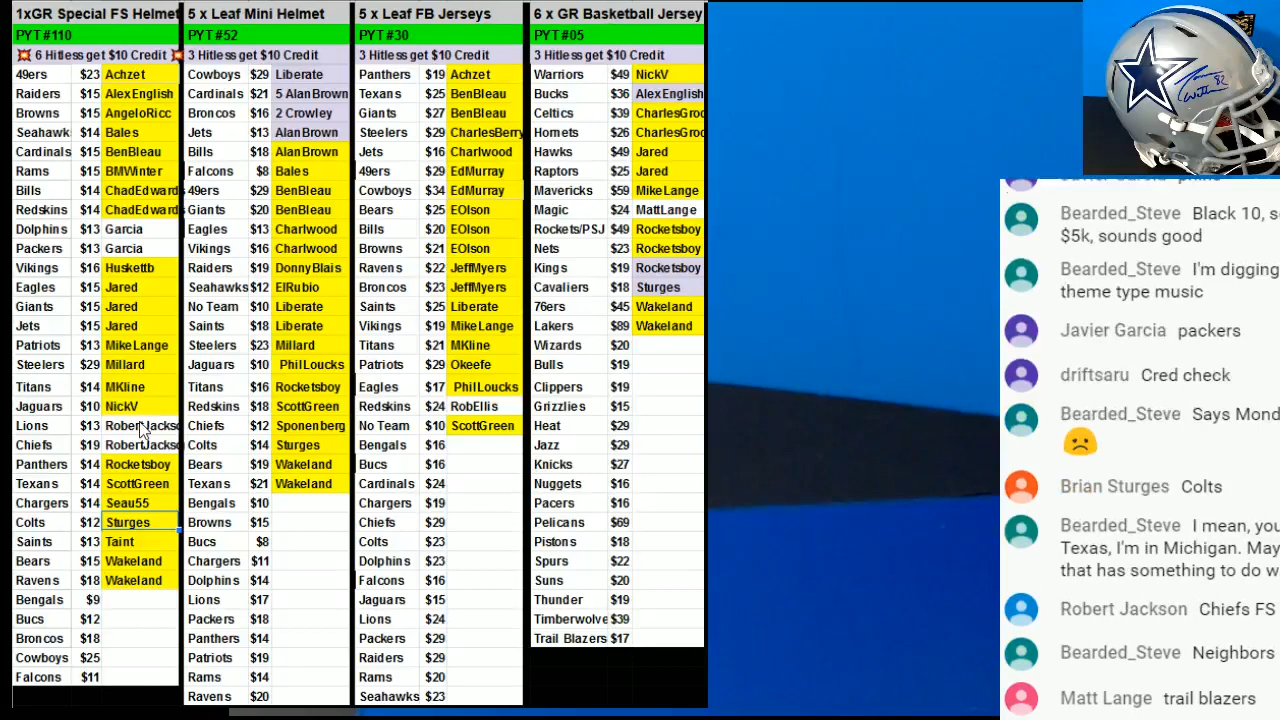 1xGR Special FS Helmet
PYT #110
💥 6 Hitless get $10 Credit 💥
49ers $23 Achzet
Raiders $15 AlexEnglish
Browns $15 AngeloRicc
Seahawk $14 Bales
Cardinals $15 BenBleau
Rams $15 BMWinter
Bills $14 ChadEdwards
Redskins $14 ChadEdwards
Dolphins $13 Garcia
Packers $13 Garcia
Vikings $16 Huskettb
Eagles $15 Jared
Giants $15 Jared
Jets $15 Jared
Patriots $13 MikeLange
Steelers $29 Millard
Titans $14 MKline
Jaguars $10 NickV
Lions $13 RobertJackso
Chiefs $19 RobertJackso
Panthers $14 Rocketsboy
Texans $14 ScottGreen
Chargers $14 Seau55
Colts $12 Sturges
Saints $13 Taint
Bears $15 Wakeland
Ravens $18 Wakeland
Bengals $9
Bucs $12
Broncos $18
Cowboys $25
Falcons $11
5 x Leaf Mini Helmet
PYT #52
3 Hitless get $10 Credit
Cowboys $29 Liberate
Cardinals $21 5 AlanBrown
Broncos $16 2 Crowley
Jets $13 AlanBrown
Bills $18 AlanBrown
Falcons $8 Bales
49ers $29 BenBleau
Giants $20 BenBleau
Eagles $13 Charlwood
Vikings $16 Charlwood
Raiders $19 DonnyBlais
Seahawks $12 ElRubio
No Team $10 Liberate
Saints $18 Liberate
Steelers $23 Millard
Jaguars $10 PhilLoucks
Titans $16 Rocketsboy
Redskins $18 ScottGreen
Chiefs $12 Sponenberg
Colts $14 Sturges
Bears $19 Wakeland
Texans $21 Wakeland
Bengals $10
Browns $15
Bucs $8
Chargers $11
Dolphins $14
Lions $17
Packers $18
Panthers $14
Patriots $19
Rams $14
Ravens $20
5 x Leaf FB Jerseys
PYT #30
3 Hitless get $10 Credit
Panthers $19 Achzet
Texans $25 BenBleau
Giants $27 BenBleau
Steelers $29 CharlesBerry
Jets $16 Charlwood
49ers $29 EdMurray
Cowboys $34 EdMurray
Bears $25 EOlson
Bills $20 EOlson
Browns $21 EOlson
Ravens $22 JeffMyers
Broncos $23 JeffMyers
Saints $25 Liberate
Vikings $19 MikeLange
Titans $21 MKline
Patriots $29 Okeefe
Eagles $17 PhilLoucks
Redskins $24 RobEllis
No Team $10 ScottGreen
Bengals $16
Bucs $16
Cardinals $24
Chargers $19
Chiefs $29
Colts $23
Dolphins $23
Falcons $16
Jaguars $15
Lions $24
Packers $29
Raiders $29
Rams $20
Seahawks $23
6 x GR Basketball Jersey
PYT #05
3 Hitless get $10 Credit
Warriors $49 NickV
Bucks $36 AlexEnglish
Celtics $39 CharlesGroo
Hornets $26 CharlesGroo
Hawks $49 Jared
Raptors $25 Jared
Mavericks $59 MikeLange
Magic $24 MattLange
Rockets/PSJ $49 Rocketsboy
Nets $23 Rocketsboy
Kings $19 Rocketsboy
Cavaliers $18 Sturges
76ers $45 Wakeland
Lakers $89 Wakeland
Wizards $20
Bulls $19
Clippers $19
Grizzlies $15
Heat $29
Jazz $29
Knicks $27
Nuggets $16
Pacers $16
Pelicans $69
Pistons $18
Spurs $22
Suns $20
Thunder $19
Timberwolve $39
Trail Blazers $17
Bearded_Steve Black 10, s
$5k, sounds good
Bearded_Steve I'm digging
theme type music
Javier Garcia packers
driftsaru Cred check
Bearded_Steve Says Mond
Brian Sturges Colts
Bearded_Steve I mean, you
Texas, I'm in Michigan. May
that has something to do w
Robert Jackson Chiefs FS
Bearded_Steve Neighbors
Matt Lange trail blazers